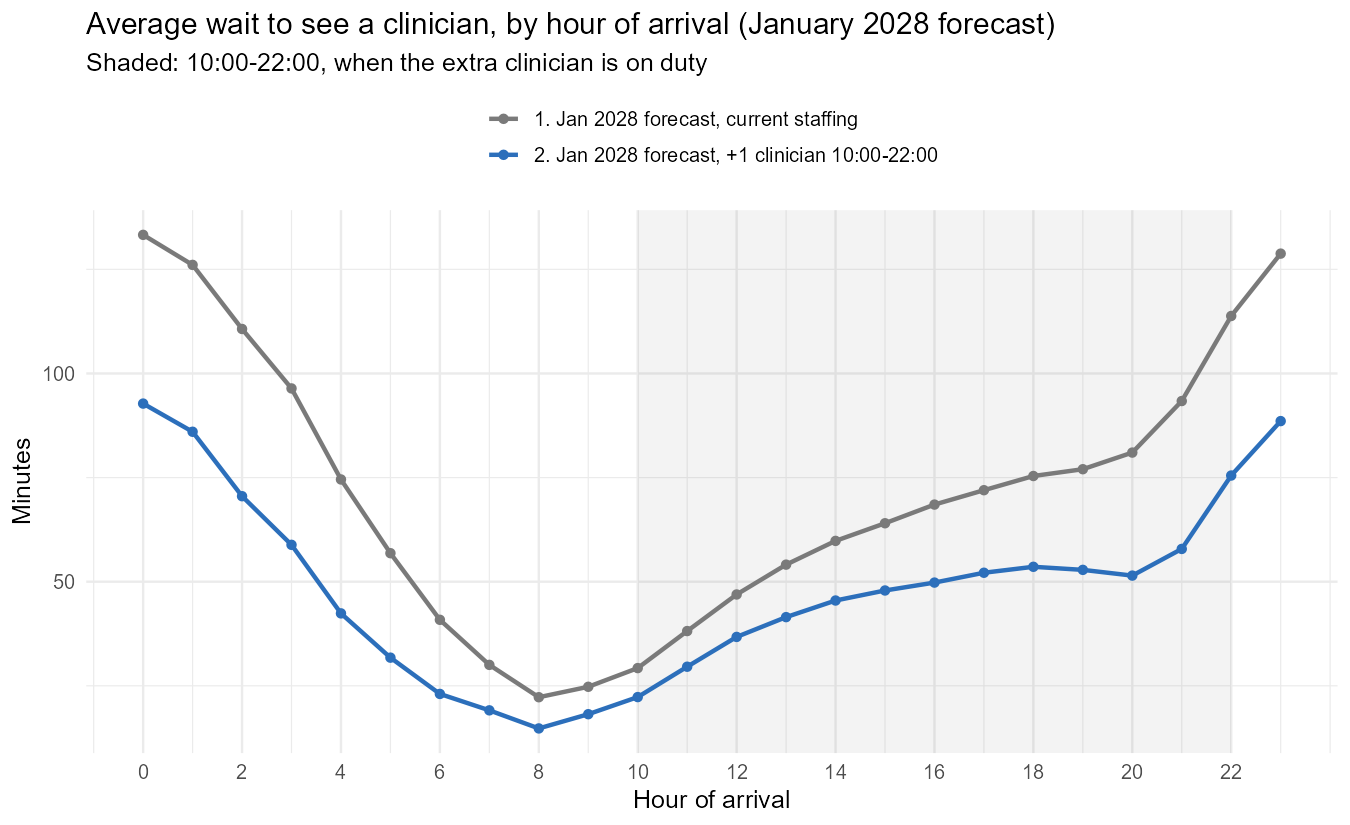 Average wait to see a clinician, by hour of arrival (January 2028 forecast)
Shaded: 10:00-22:00, when the extra clinician is on duty
1. Jan 2028 forecast, current staffing
2. Jan 2028 forecast, +1 clinician 10:00-22:00
100
50
Minutes
0 2 4 6 8 10 12 14 16 18 20 22
Hour of arrival